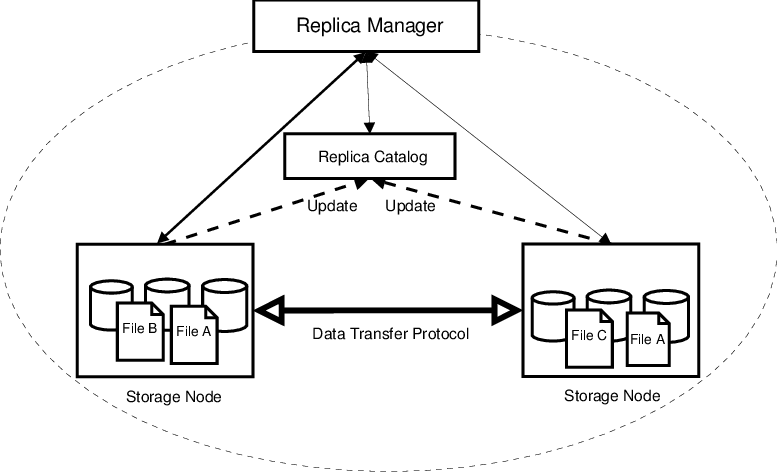 Replica Manager
Replica Catalog
Update
Update
File B
File A
File C
File A
Data Transfer Protocol
Storage Node
Storage Node